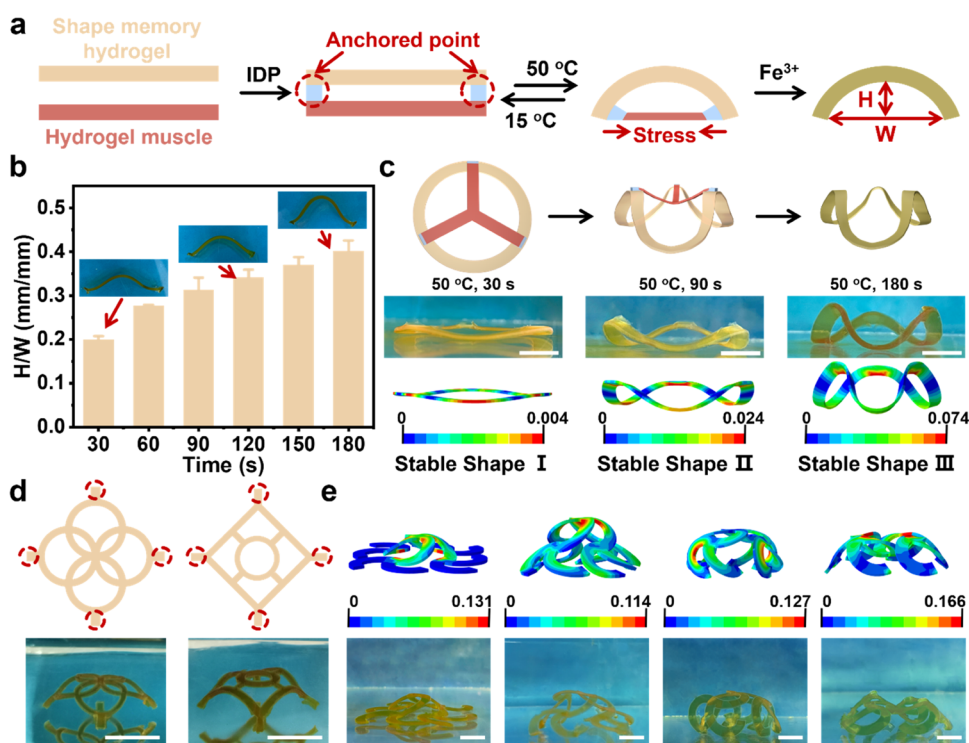 a
Shape memory
hydrogel
Hydrogel muscle
IDP
Anchored point
50 °C
15 °C
Stress
Fe³⁺
H
W
b
H/W (mm/mm)
0.5
0.4
0.3
0.2
0.1
0.0
30 60 90 120 150 180
Time (s)
c
50 °C, 30 s
50 °C, 90 s
50 °C, 180 s
0 0.004
0 0.024
0 0.074
Stable Shape I
Stable Shape II
Stable Shape III
d
e
0 0.131
0 0.114
0 0.127
0 0.166